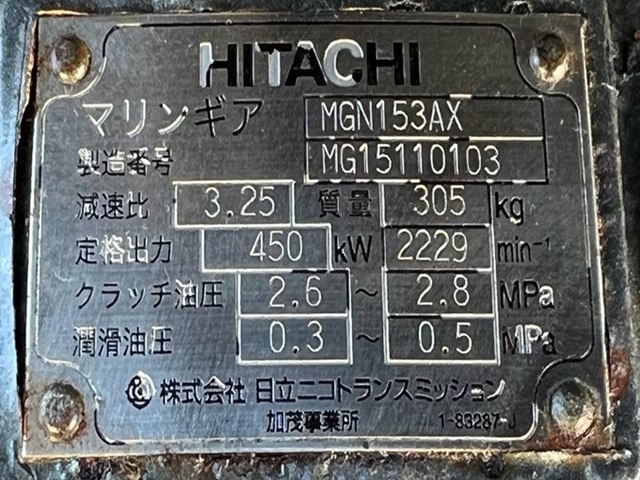 HITACHI
マリンギア MGN153AX
製造番号 MG15110103
減速比 3.25 質量 305 kg
定格出力 450 kW 2229 min⁻¹
クラッチ油圧 2.6 ~ 2.8 MPa
潤滑油圧 0.3 ~ 0.5 MPa
株式会社 日立ニコトランスミッション
加茂事業所 1-83287-J